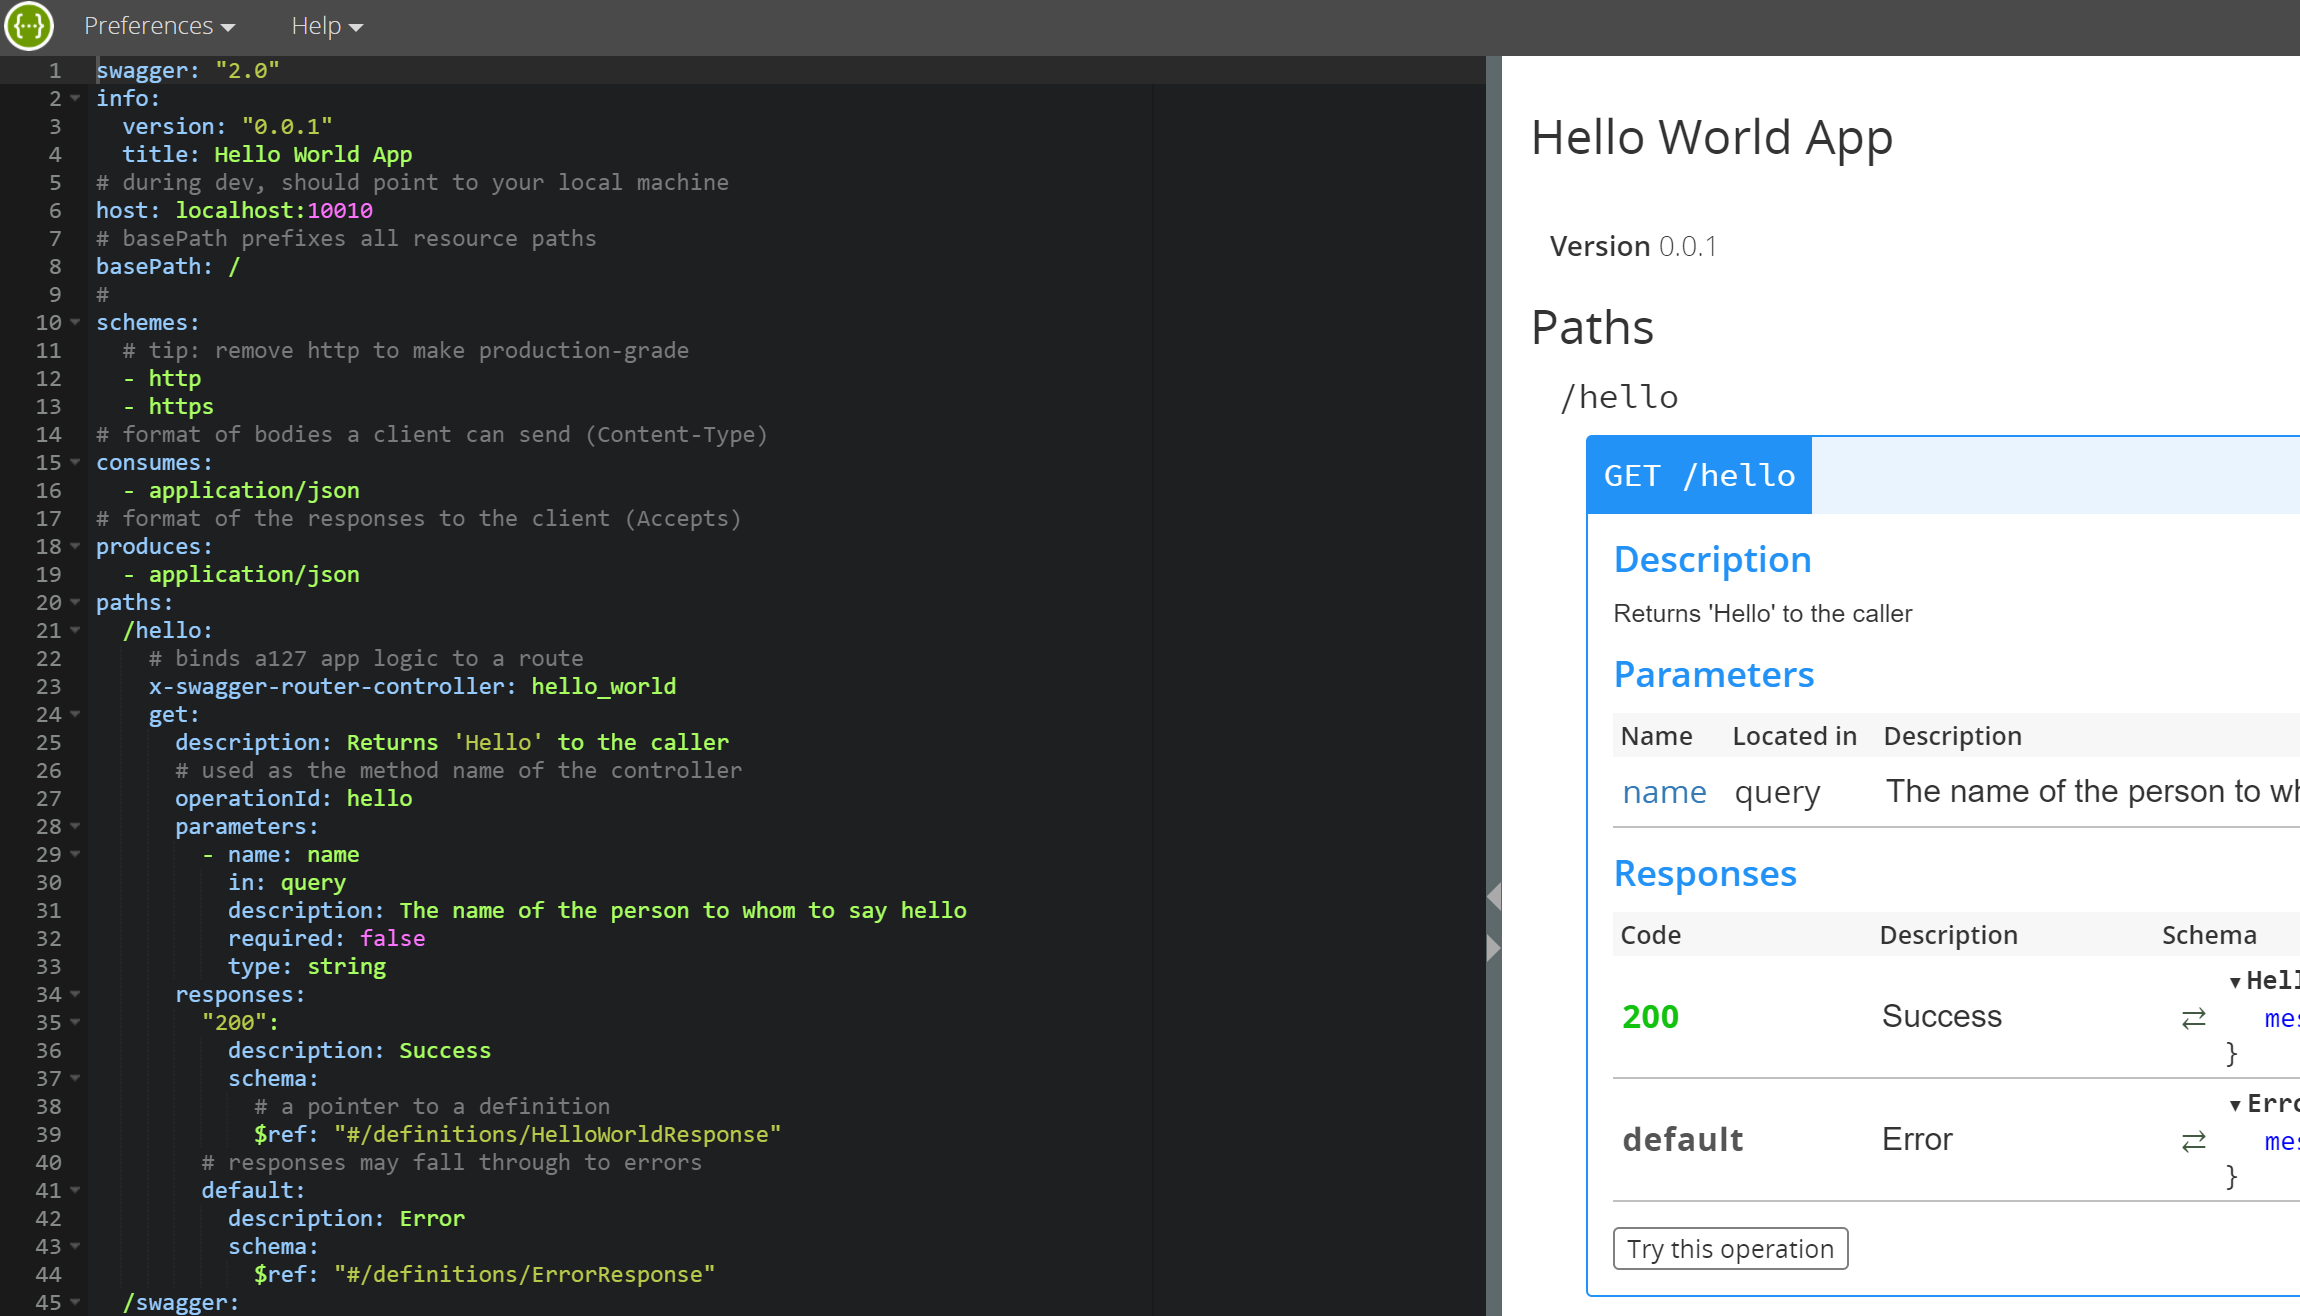 Preferences
Help
1 swagger: "2.0"
2 info:
3   version: "0.0.1"
4   title: Hello World App
5 # during dev, should point to your local machine
6 host: localhost:10010
7 # basePath prefixes all resource paths
8 basePath: /
9 #
10 schemes:
11   # tip: remove http to make production-grade
12   - http
13   - https
14 # format of bodies a client can send (Content-Type)
15 consumes:
16   - application/json
17 # format of the responses to the client (Accepts)
18 produces:
19   - application/json
20 paths:
21   /hello:
22     # binds a127 app logic to a route
23     x-swagger-router-controller: hello_world
24     get:
25       description: Returns 'Hello' to the caller
26       # used as the method name of the controller
27       operationId: hello
28       parameters:
29         - name: name
30           in: query
31           description: The name of the person to whom to say hello
32           required: false
33           type: string
34       responses:
35         "200":
36           description: Success
37           schema:
38             # a pointer to a definition
39             $ref: "#/definitions/HelloWorldResponse"
40         # responses may fall through to errors
41         default:
42           description: Error
43           schema:
44             $ref: "#/definitions/ErrorResponse"
45   /swagger:
Hello World App
Version 0.0.1
Paths
/hello
GET /hello
Description
Returns 'Hello' to the caller
Parameters
Name Located in Description
name query The name of the person to
Responses
Code Description Schema
200 Success
}
default Error
}
Try this operation